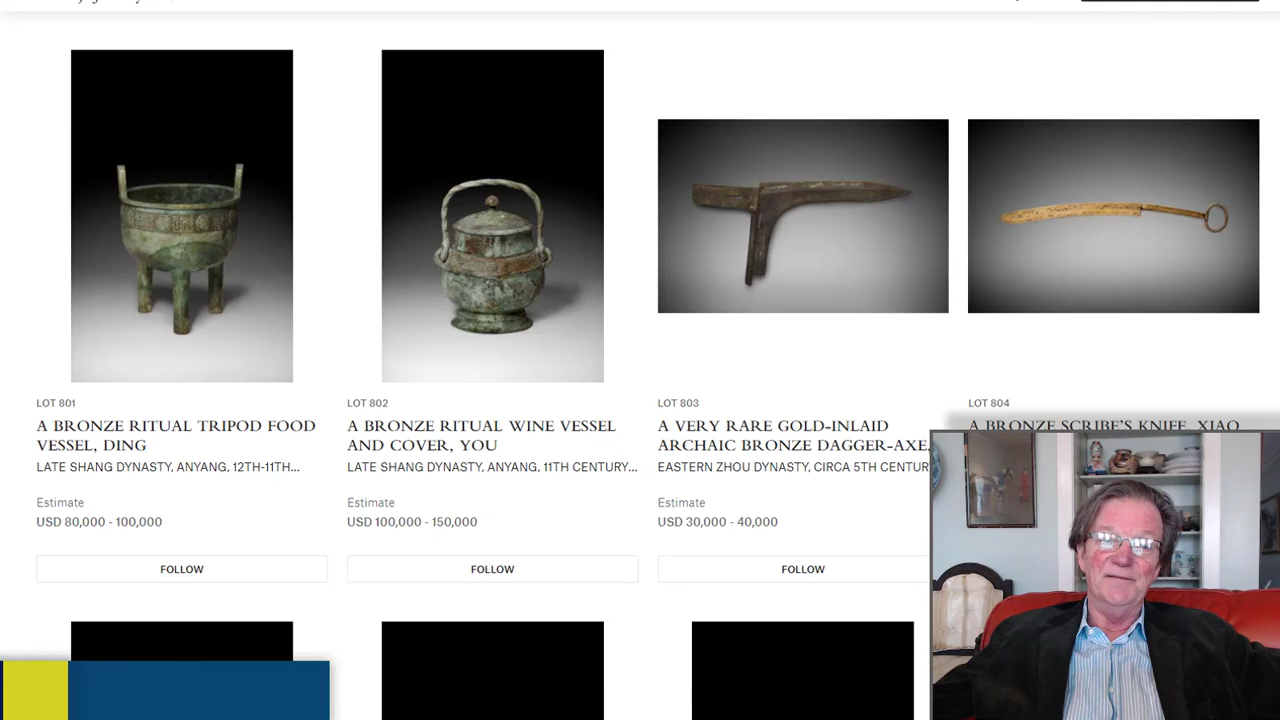 LOT 801
A BRONZE RITUAL TRIPOD FOOD
VESSEL, DING
LATE SHANG DYNASTY, ANYANG, 12TH-11TH...
Estimate
USD 80,000 - 100,000
FOLLOW
LOT 802
A BRONZE RITUAL WINE VESSEL
AND COVER, YOU
LATE SHANG DYNASTY, ANYANG, 11TH CENTURY...
Estimate
USD 100,000 - 150,000
FOLLOW
LOT 803
A VERY RARE GOLD-INLAID
ARCHAIC BRONZE DAGGER-AXE,
EASTERN ZHOU DYNASTY, CIRCA 5TH CENTUR
Estimate
USD 30,000 - 40,000
FOLLOW
LOT 804
A BRONZE SCRIBE'S KNIFE, XIAO